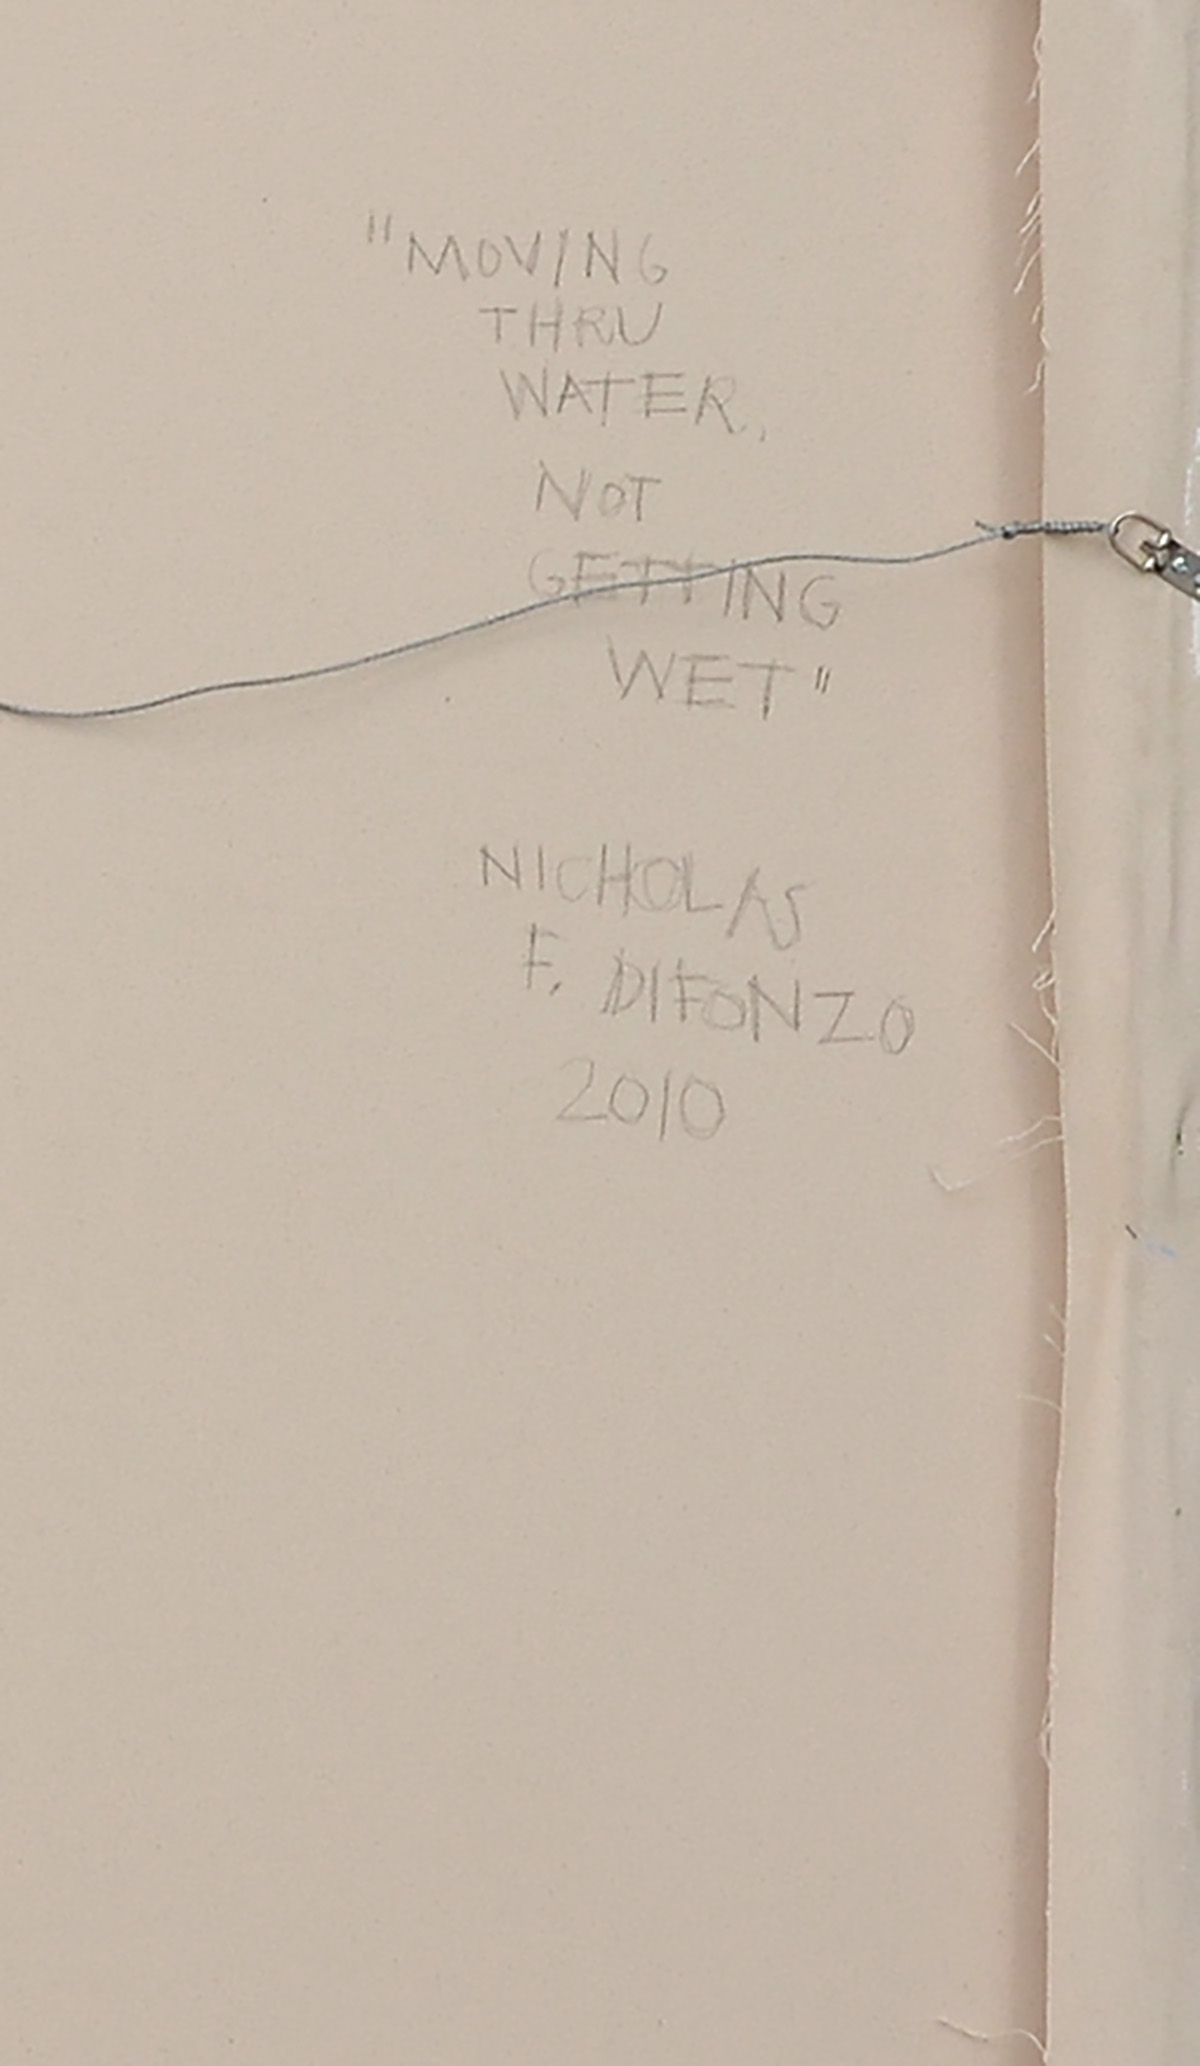 "MOVING
THRU
WATER,
NOT
GETTING
WET"
NICHOLAS
F. DIFONZO
2010